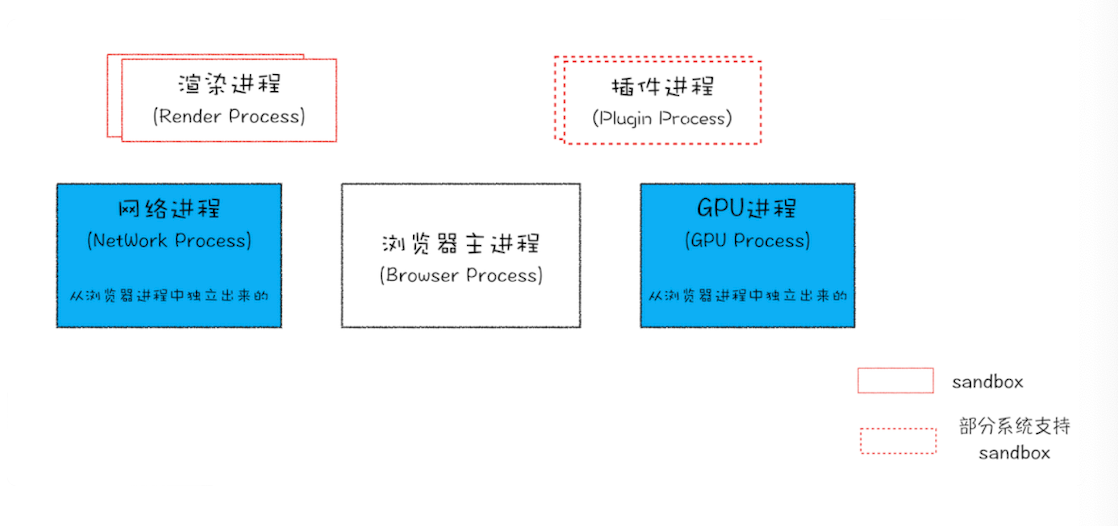 渲染进程
(Render Process)
插件进程
(Plugin Process)
网络进程
(NetWork Process)
从浏览器进程中独立出来的
浏览器主进程
(Browser Process)
GPU进程
(GPU Process)
从浏览器进程中独立出来的
sandbox
部分系统支持
sandbox